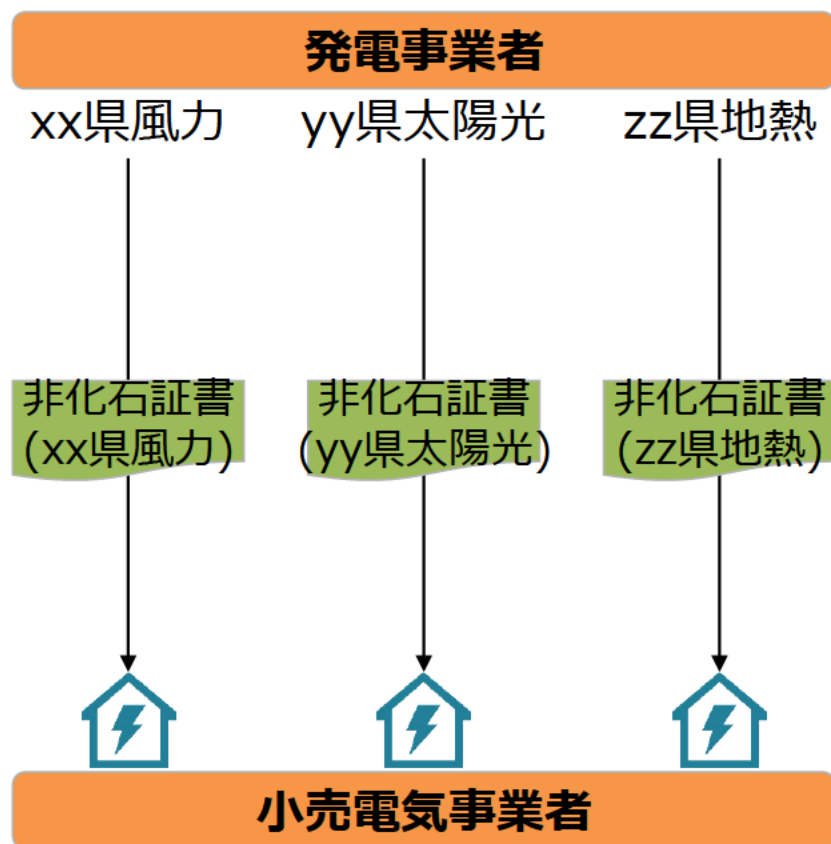 発電事業者
xx県風力 yy県太陽光 zz県地熱
非化石証書 非化石証書 非化石証書
(xx県風力) (yy県太陽光) (zz県地熱)
小売電気事業者